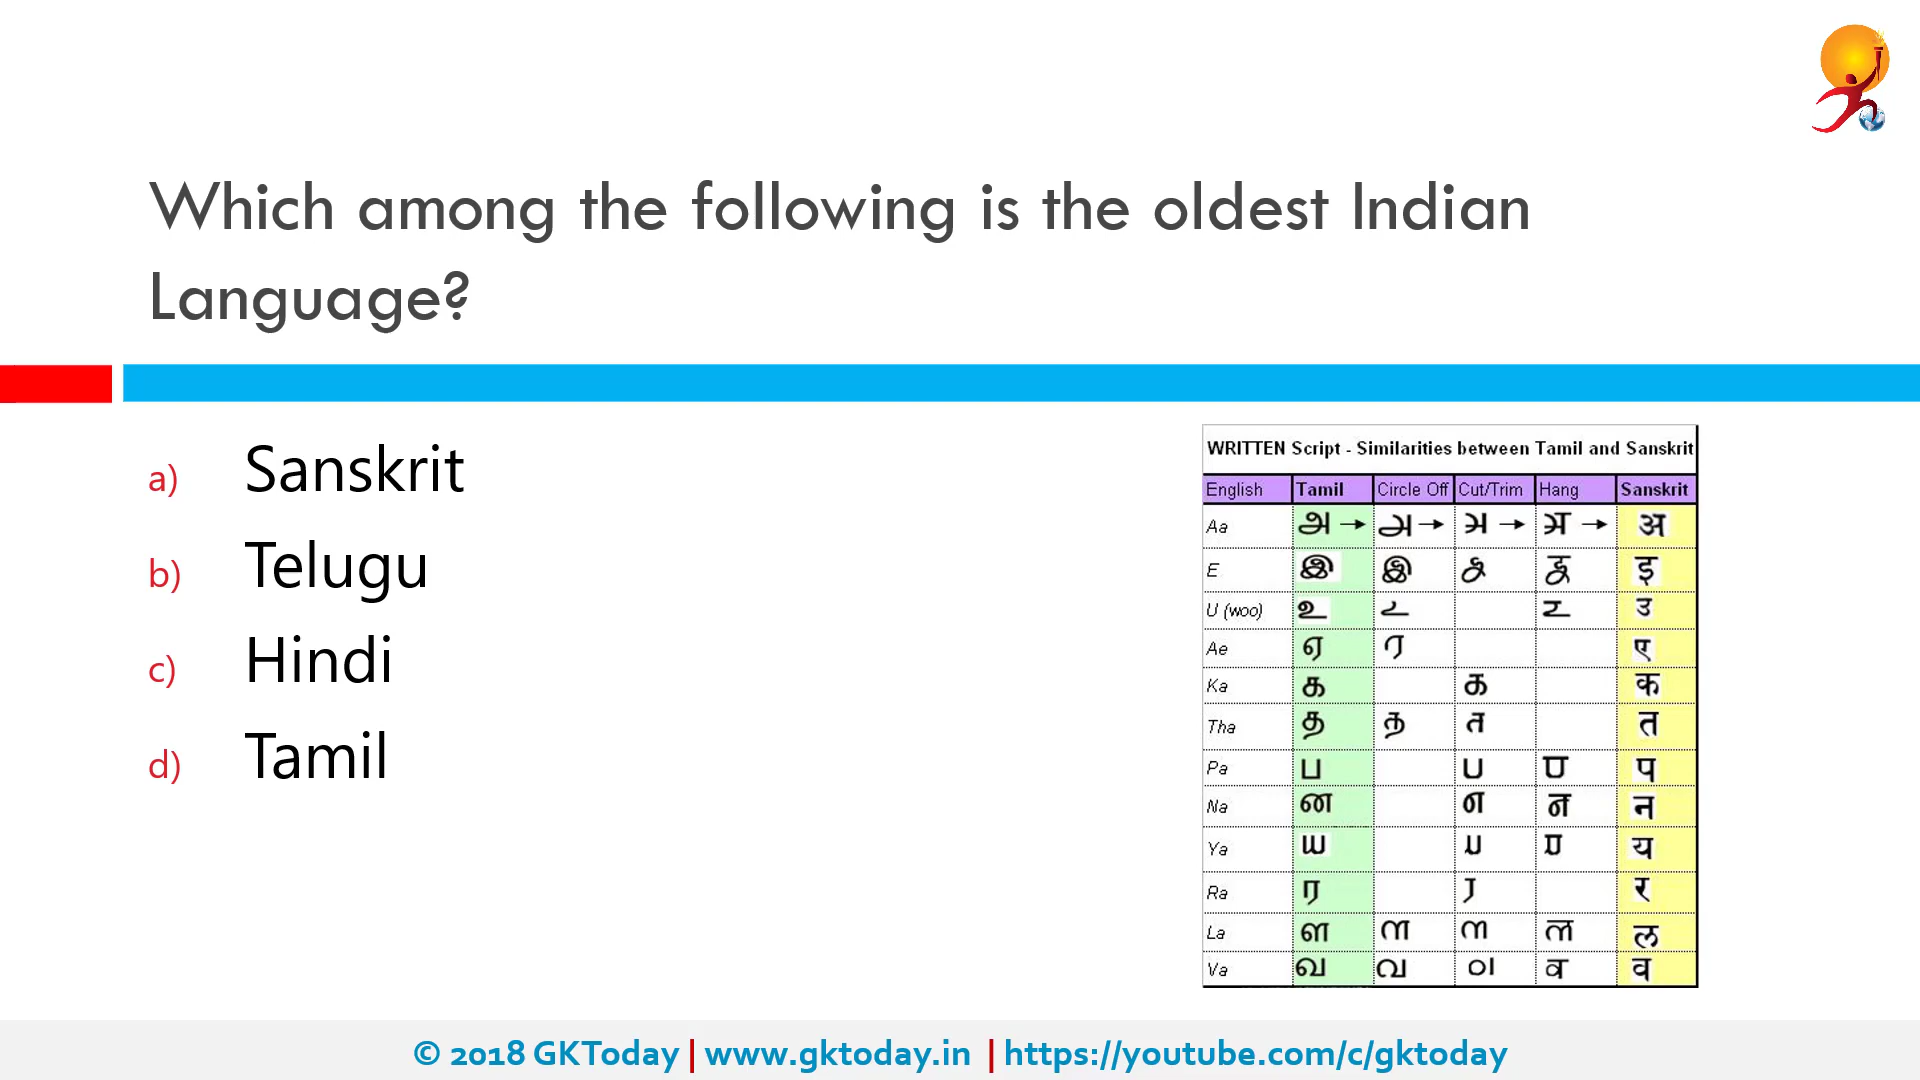 Which among the following is the oldest Indian
Language?
a) Sanskrit
b) Telugu
c) Hindi
d) Tamil
WRITTEN Script - Similarities between Tamil and Sanskrit
English Tamil Circle Off Cut/Trim Hang Sanskrit
Aa அ → → → → अ
E இ இ इ
U (woo) உ उ
Ae ஏ ए
Ka க क
Tha த त
Pa ப प
Na ன न
Ya ய य
Ra ர र
La ள ल
Va வ व
© 2018 GKToday | www.gktoday.in | https://youtube.com/c/gktoday